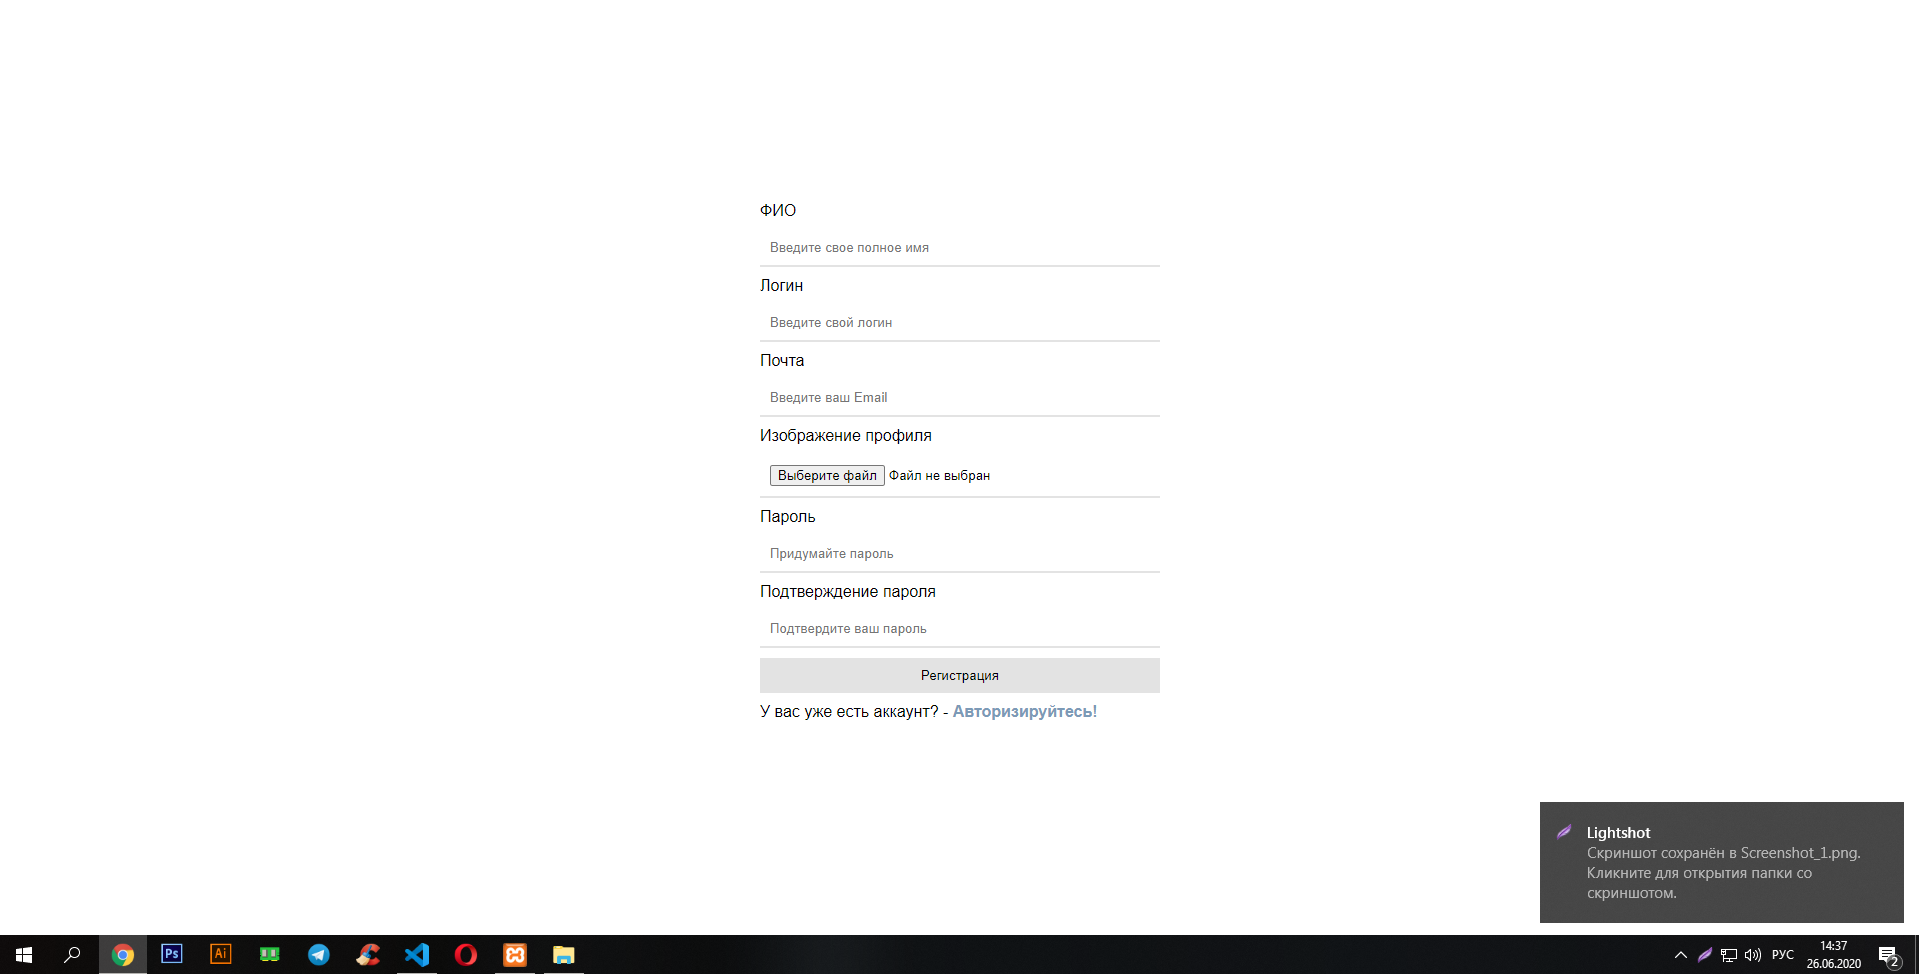 ФИО
Введите свое полное имя
Логин
Введите свой логин
Почта
Введите ваш Email
Изображение профиля
Выберите файл Файл не выбран
Пароль
Придумайте пароль
Подтверждение пароля
Подтвердите ваш пароль
Регистрация
У вас уже есть аккаунт? - Авторизируйтесь!
Lightshot
Скриншот сохранён в Screenshot_1.png.
Кликните для открытия папки со
скриншотом.
Ps
Ai
РУС
14:37
26.06.2020
2